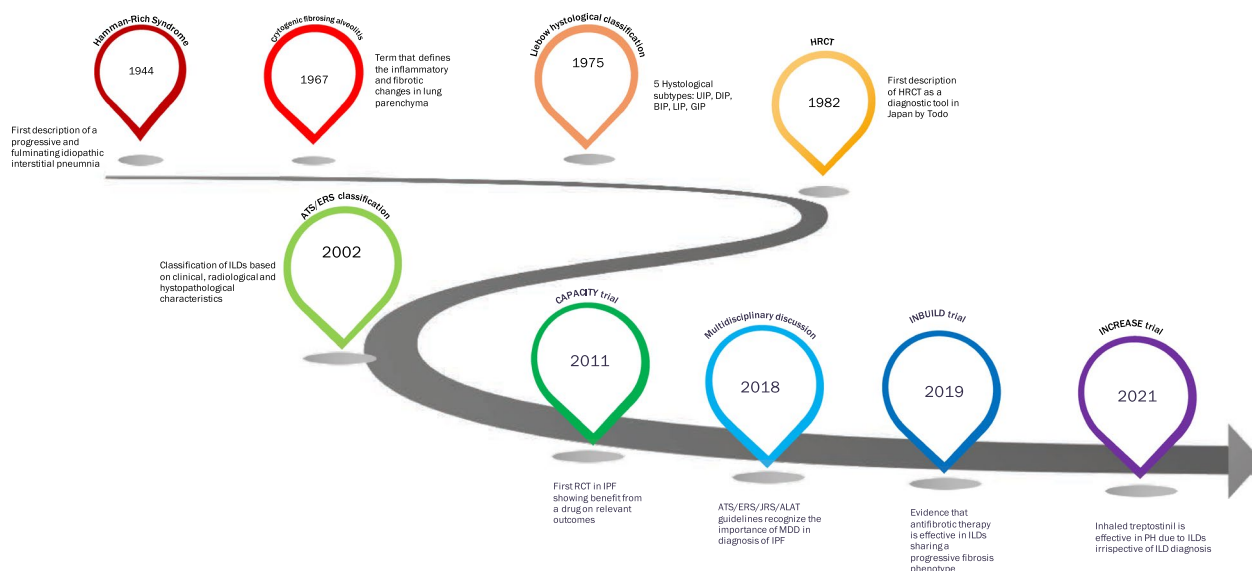 Hamman-Rich Syndrome
1944
First description of a
progressive and
fulminating idiopathic
interstitial pneumnia
Crytogenic fibrosing alveolitis
1967
Term that defines
the inflammatory
and fibrotic
changes in lung
parenchyma
Liebow hystological classification
1975
5 Hystological
subtypes: UIP, DIP,
BIP, LIP, GIP
HRCT
1982
First description
of HRCT as a
diagnostic tool in
Japan by Todo
ATS/ERS classification
2002
Classification of ILDs based
on clinical, radiological and
hystopathological
characteristics
CAPACITY trial
2011
First RCT in IPF
showing benefit from
a drug on relevant
outcomes
Multidisciplinary discussion
2018
ATS/ERS/JRS/ALAT
guidelines recognize the
importance of MDD in
diagnosis of IPF
INBUILD trial
2019
Evidence that
antifibrotic therapy
is effective in ILDs
sharing a
progressive fibrosis
phenotype
INCREASE trial
2021
Inhaled treptostinil is
effective in PH due to ILDs
irrispective of ILD diagnosis